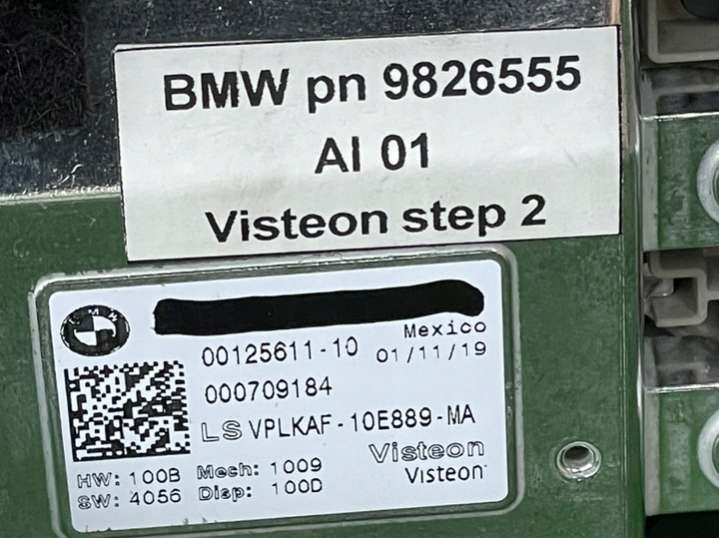 BMW pn 9826555
AI 01
Visteon step 2
BMW
Mexico
00125611-10 01/11/19
000709184
LS VPLKAF-10E889-MA
Visteon
HW: 100B Mech: 1009 Visteon
SW: 4056 Disp: 100D